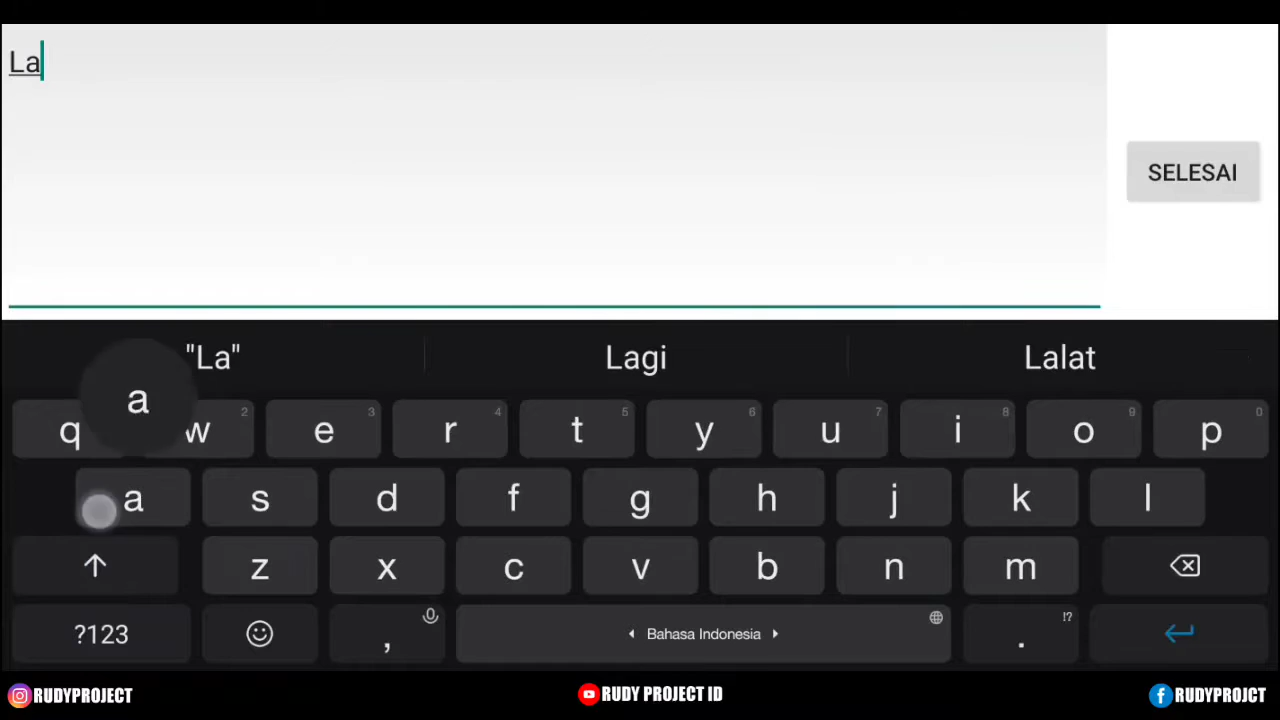 La
SELESAI
"La" Lagi Lalat
a
q w 2 e 3 r 4 t 5 y 6 u 7 i 8 o 9 p 0
a s d f g h j k l
z x c v b n m
?123 , Bahasa Indonesia . !?
RUDYPROJECT RUDY PROJECT ID RUDYPROJCT